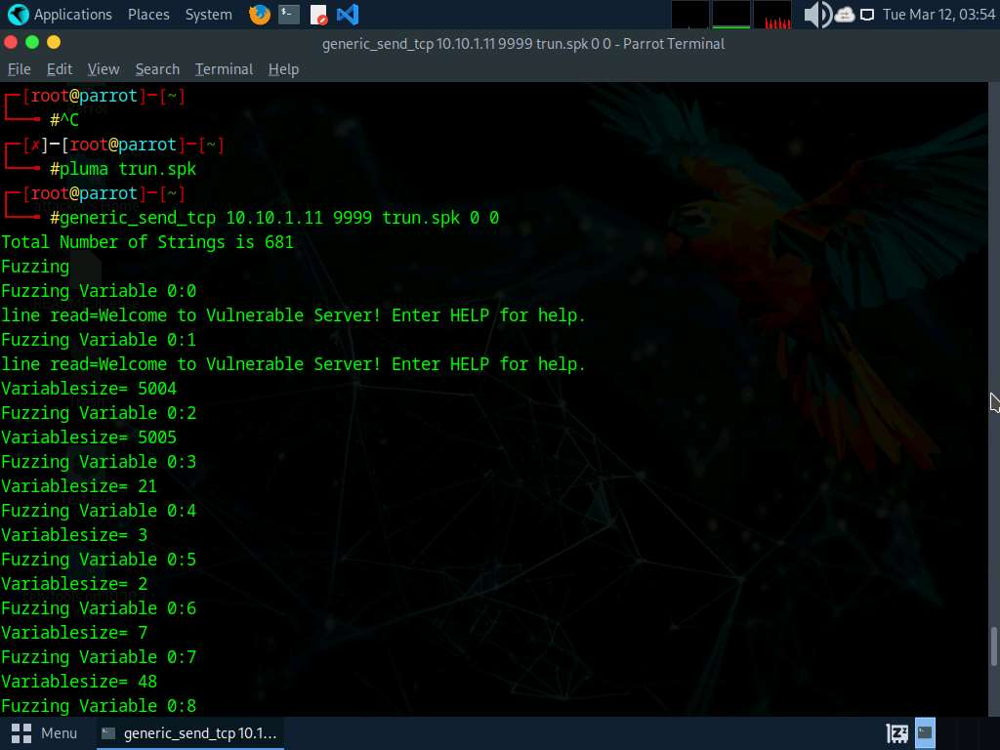 Applications Places System Tue Mar 12, 03:54
generic_send_tcp 10.10.1.11 9999 trun.spk 0 0 - Parrot Terminal
File Edit View Search Terminal Help
┌─[root@parrot]─[~]
└──╼ #^C
┌─[✗]─[root@parrot]─[~]
└──╼ #pluma trun.spk
┌─[root@parrot]─[~]
└──╼ #generic_send_tcp 10.10.1.11 9999 trun.spk 0 0
Total Number of Strings is 681
Fuzzing
Fuzzing Variable 0:0
line read=Welcome to Vulnerable Server! Enter HELP for help.
Fuzzing Variable 0:1
line read=Welcome to Vulnerable Server! Enter HELP for help.
Variablesize= 5004
Fuzzing Variable 0:2
Variablesize= 5005
Fuzzing Variable 0:3
Variablesize= 21
Fuzzing Variable 0:4
Variablesize= 3
Fuzzing Variable 0:5
Variablesize= 2
Fuzzing Variable 0:6
Variablesize= 7
Fuzzing Variable 0:7
Variablesize= 48
Fuzzing Variable 0:8
Menu generic_send_tcp 10.1...